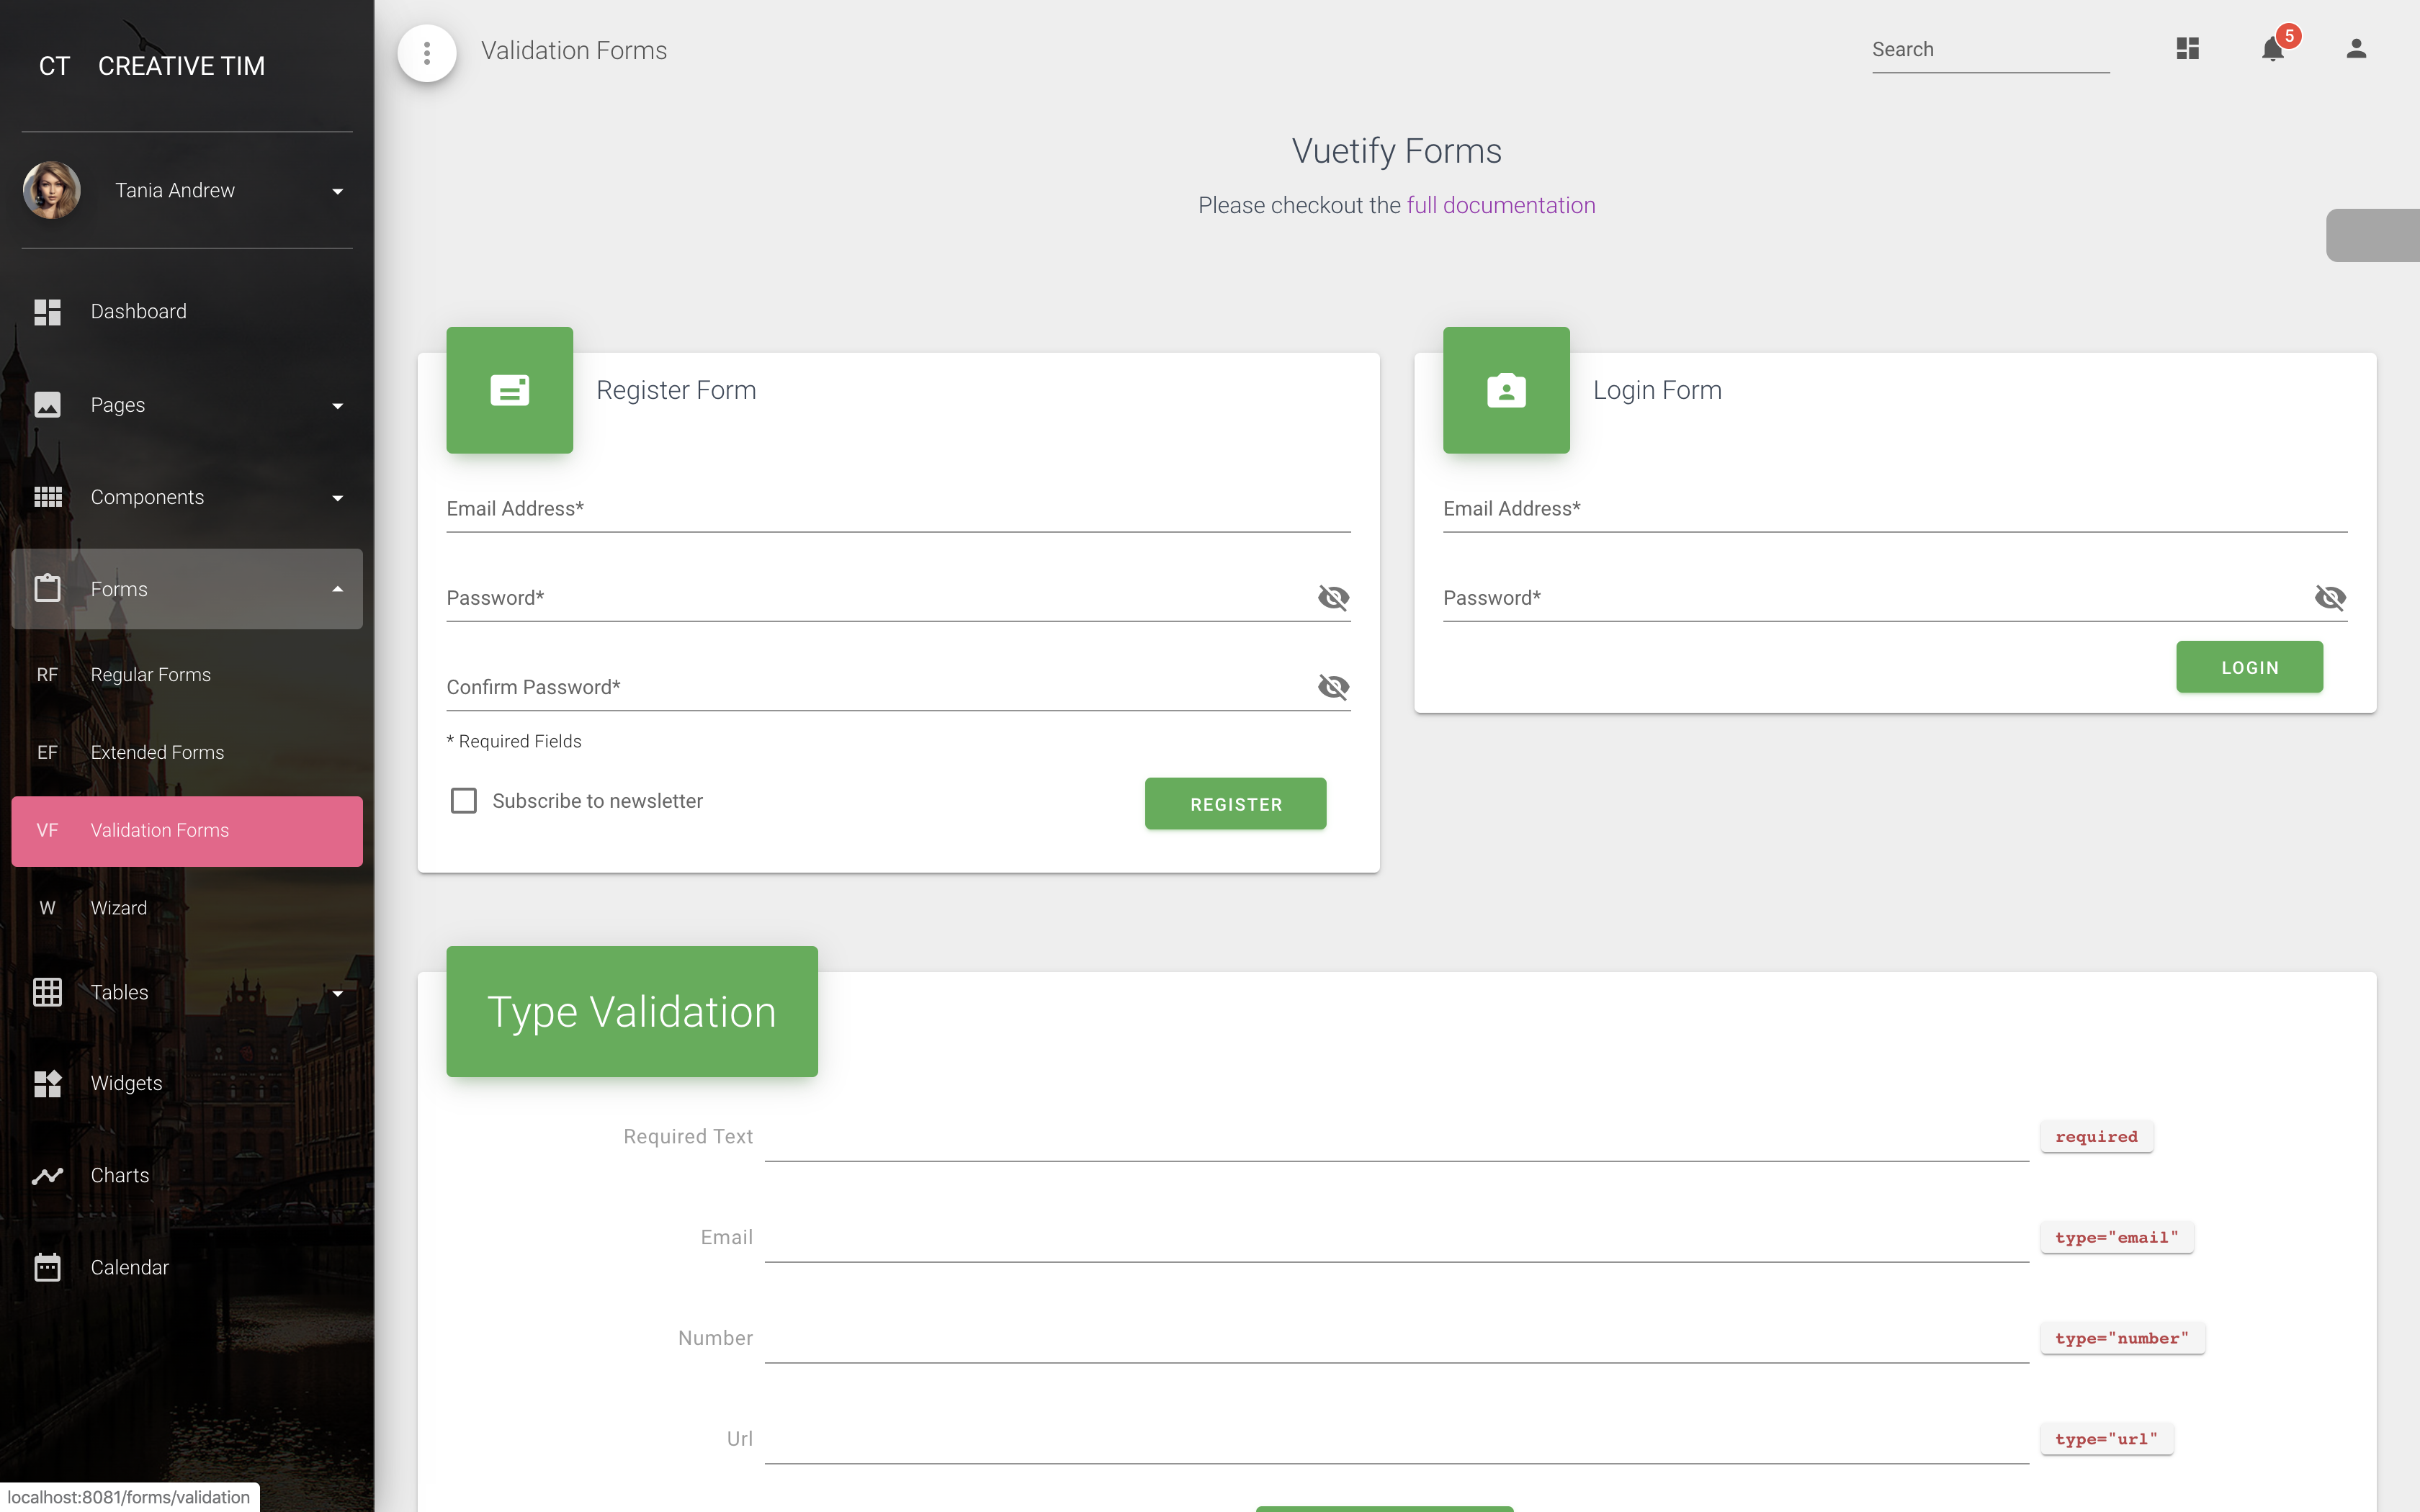 CT CREATIVE TIM
Tania Andrew
Dashboard
Pages
Components
Forms
RF Regular Forms
EF Extended Forms
VF Validation Forms
W Wizard
Tables
Widgets
Charts
Calendar
localhost:8081/forms/validation
Validation Forms
Search
5
Vuetify Forms
Please checkout the full documentation
Register Form
Email Address*
Password*
Confirm Password*
* Required Fields
Subscribe to newsletter
REGISTER
Login Form
Email Address*
Password*
LOGIN
Type Validation
Required Text
required
Email
type="email"
Number
type="number"
Url
type="url"